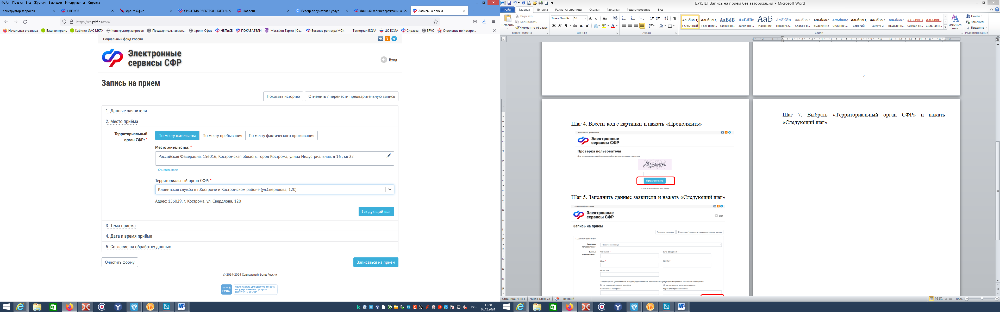 Файл Правка Вид Журнал Закладки Инструменты Справка
Конструктор запросов НВПиСВ Фронт-Офис СИСТЕМА ЭЛЕКТРОННОГО Д Новости Реестр получателей услуг Личный кабинет гражданина Запись на прием
https://es.pfrf.ru/znp/
Начальная страница Ваш контроль Кабинет ИАС МКГУ Конструктор запросов Предварительная зап... Фронт-Офис НВПиСВ ПОКАЗАТЕЛИ МегаФон Таргет | Се... Ведение регистра МСК Техпортал ЕСИА ЦО ЕСИА Справка SRVO Отделение по Костро...
Социальный фонд России
Электронные
сервисы СФР
Вход
Запись на прием
Показать историю Отменить / перенести предварительную запись
1. Данные заявителя
2. Место приёма
Территориальный орган СФР: * По месту жительства По месту пребывания По месту фактического проживания
Место жительства: *
Российская Федерация, 156016, Костромская область, город Кострома, улица Индустриальная, д 16 , кв 22
Очистить поле
Территориальный орган СФР: *
Клиентская служба в г.Костроме и Костромском районе (ул.Свердлова, 120)
Адрес: 156029, г. Кострома, ул. Свердлова, 120
Следующий шаг
3. Тема приёма
4. Дата и время приёма
5. Согласие на обработку данных
Очистить форму Записаться на приём
© 2014-2024 Социальный фонд России
ЕСИА
Один пароль для доступа ко всем
государственным услугам
ПОЛУЧИТЬ В СФР
РУС 11:20
05.12.2024
БУКЛЕТ Запись на прием без авторизации - Microsoft Word
Файл Главная Вставка Разметка страницы Ссылки Рассылки Рецензирование Вид
Вставить Вырезать
Копировать
Формат по образцу
Буфер обмена
Times New Rc 16
Шрифт
Абзац
¶ Обычный ¶ Без инте... Заголово... Заголово... Название Подзагол... Слабое в... Выделение Сильное ... Строгий Цитата 2 Выделенн... Слабая сс... Сильная с...
Стили
Изменить
стили
Найти
Заменить
Выделить
Редактирование
2
Шаг 4. Ввести код с картинки и нажать «Продолжить»
Социальный фонд России
Электронные
сервисы СФР
Проверка пользователя
Для продолжения необходимо пройти дополнительную проверку.
Продолжить
© 2008-2024 Социальный фонд России
Шаг 5. Заполнить данные заявителя и нажать «Следующий шаг»
Социальный фонд России
Электронные
сервисы СФР
Вход
Запись на прием
Показать историю Отменить / перенести предварительную запись
1. Данные заявителя
Категория
пользователя: * Физическое лицо
Данные
пользователя: * Фамилия: * Дата рождения *
Имя: * СНИЛС: *
Отчество:
Хочу получать уведомления о ходе предоставления запрошенных услуг путем передачи текстовых сообщений:
на указанный номер телефона на указанную электронную почту
Контактный телефон: * Адрес электронной почты:
Шаг 7. Выбрать «Территориальный орган СФР» и нажать
«Следующий шаг»
Страница: 4 из 4 Число слов: 72 русский 100%